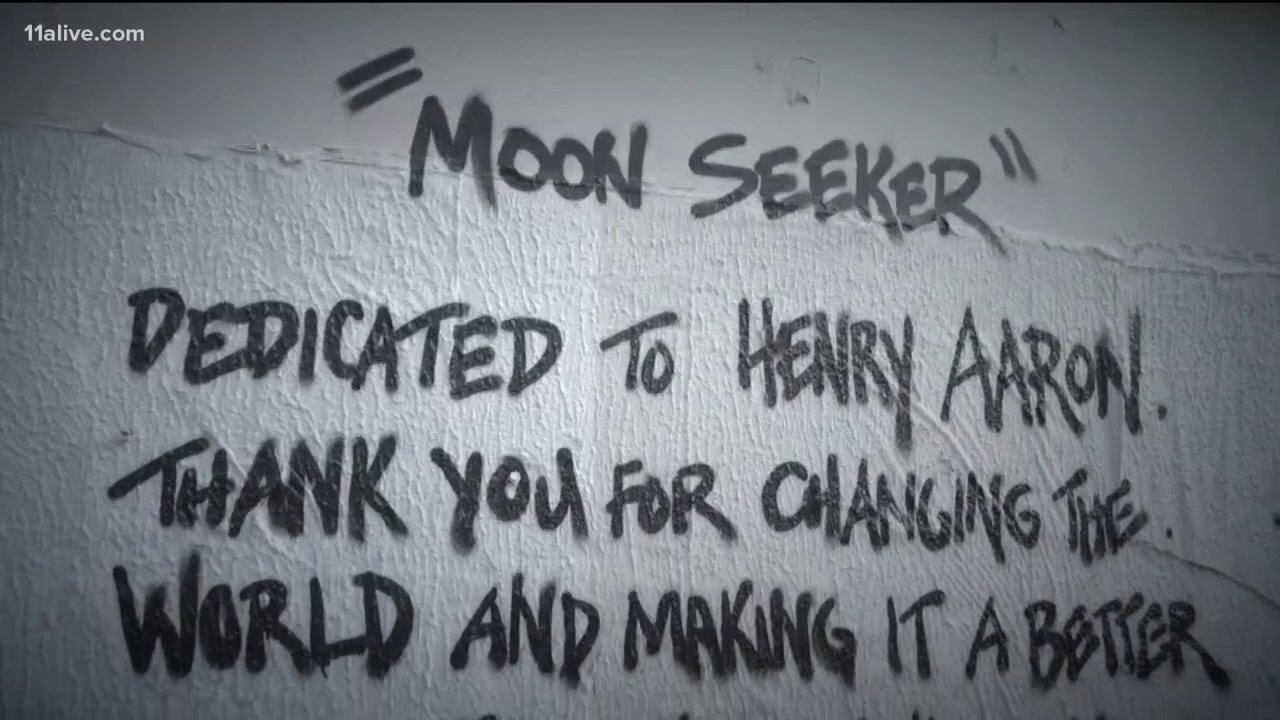 11alive.com
"MOON SEEKER"
DEDICATED TO HENRY AARON.
THANK YOU FOR CHANGING THE.
WORLD AND MAKING IT A BETTER